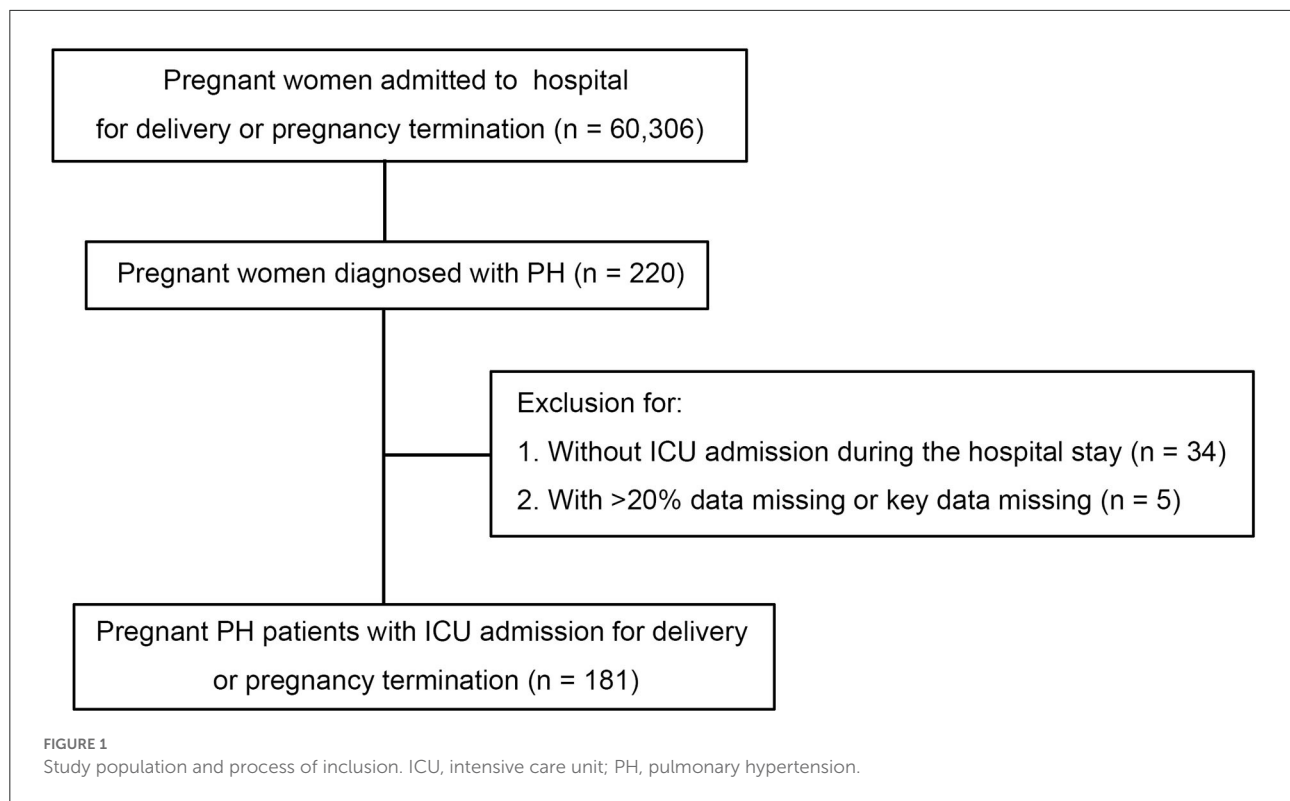 Pregnant women admitted to hospital
for delivery or pregnancy termination (n = 60,306)
Pregnant women diagnosed with PH (n = 220)
Exclusion for:
1. Without ICU admission during the hospital stay (n = 34)
2. With >20% data missing or key data missing (n = 5)
Pregnant PH patients with ICU admission for delivery
or pregnancy termination (n = 181)
FIGURE 1
Study population and process of inclusion. ICU, intensive care unit; PH, pulmonary hypertension.